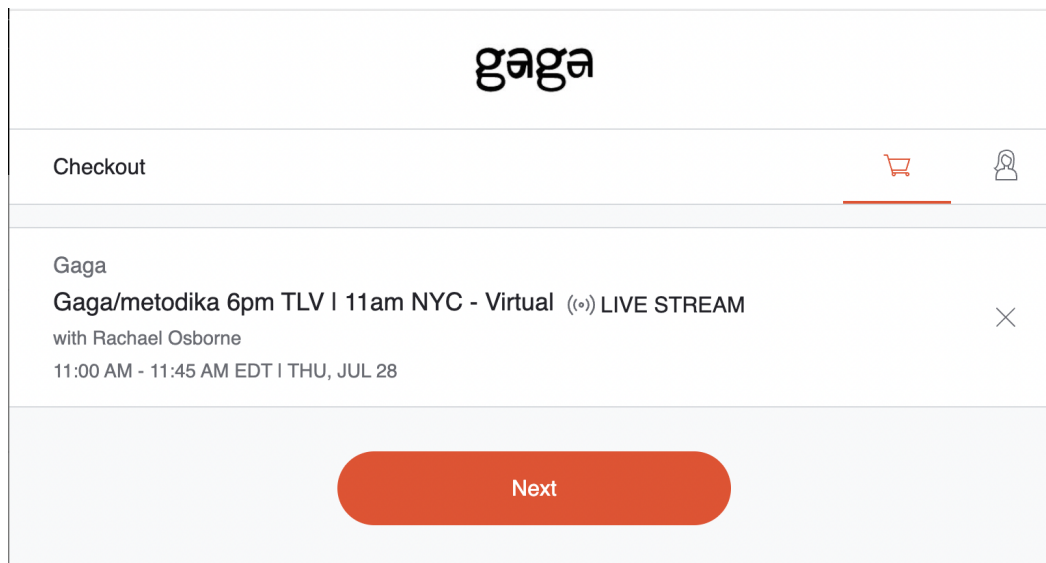 gaga
Checkout
Gaga
Gaga/metodika 6pm TLV | 11am NYC - Virtual LIVE STREAM
with Rachael Osborne
11:00 AM - 11:45 AM EDT | THU, JUL 28
Next